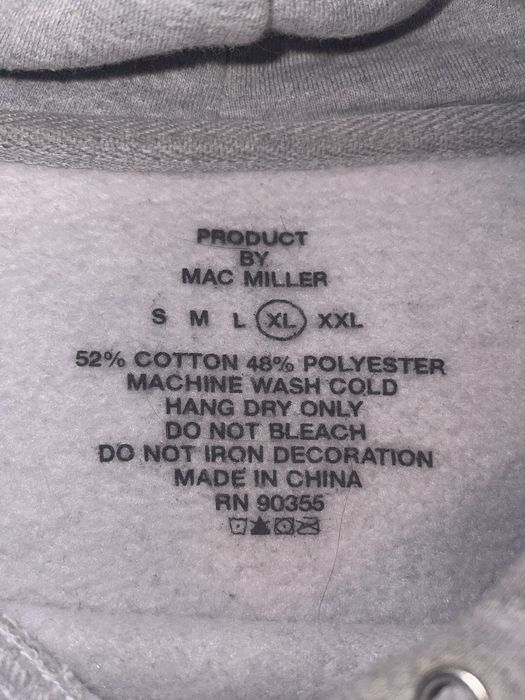 PRODUCT
BY
MAC MILLER
S M L XL XXL
52% COTTON 48% POLYESTER
MACHINE WASH COLD
HANG DRY ONLY
DO NOT BLEACH
DO NOT IRON DECORATION
MADE IN CHINA
RN 90355